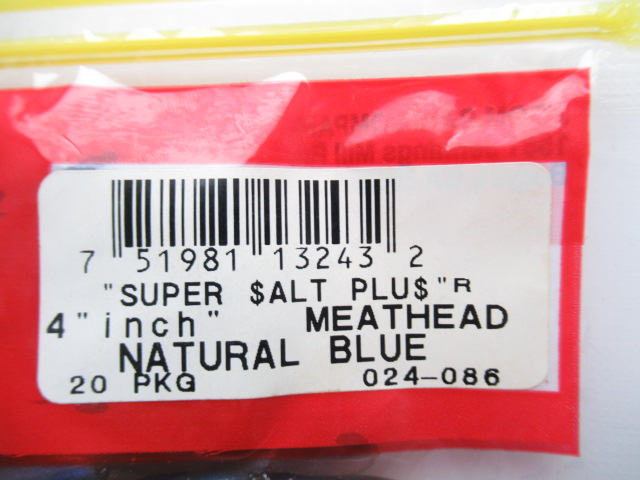 7 51981 13243 2
"SUPER $ALT PLU$"R
4"inch" MEATHEAD
NATURAL BLUE
20 PKG 024-086